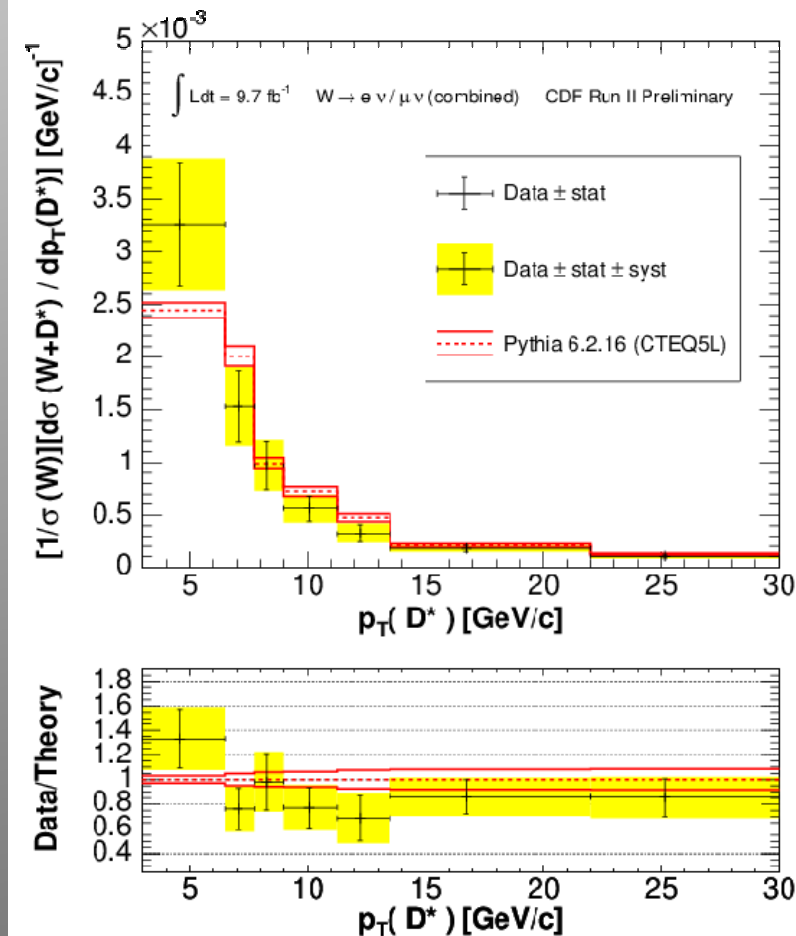 ×10⁻³
[1/σ (W)][dσ (W+D*) / dp_T(D*)] [GeV/c]⁻¹
5
4.5
4
3.5
3
2.5
2
1.5
1
0.5
0
∫ Ldt = 9.7 fb⁻¹ W → e ν / μ ν (combined) CDF Run II Preliminary
Data ± stat
Data ± stat ± syst
Pythia 6.2.16 (CTEQ5L)
5 10 15 20 25 30
p_T( D* ) [GeV/c]
Data/Theory
1.8
1.6
1.4
1.2
1
0.8
0.6
0.4
5 10 15 20 25 30
p_T( D* ) [GeV/c]